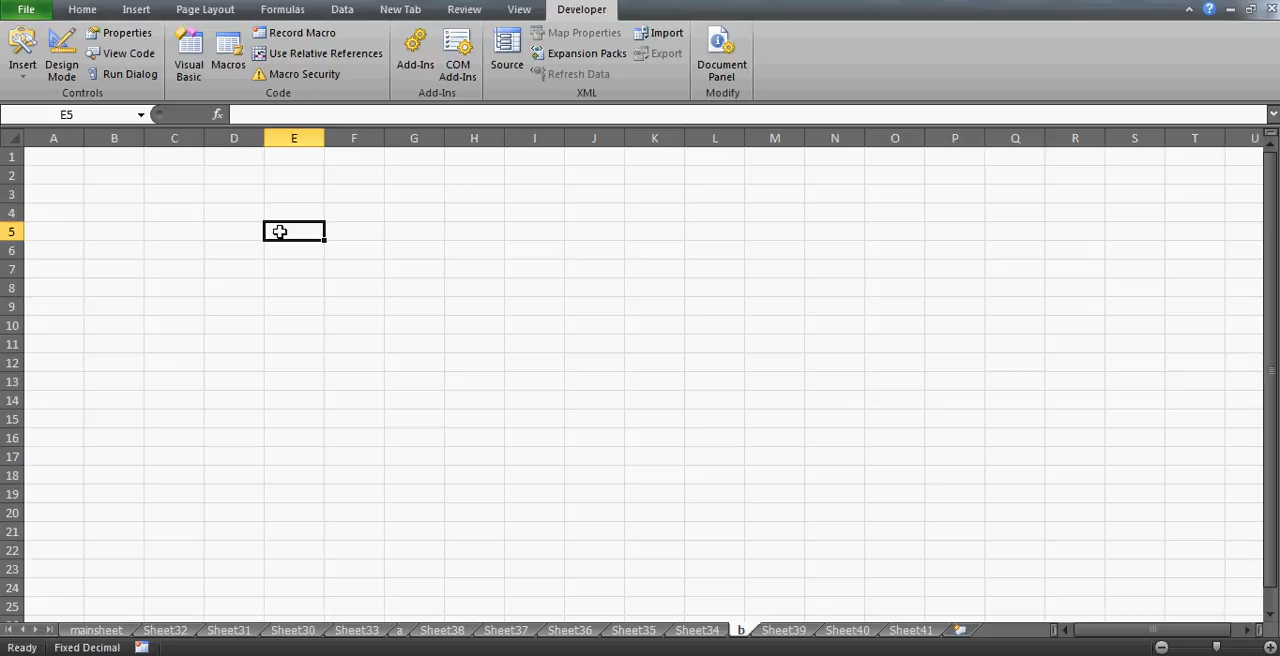 File Home Insert Page Layout Formulas Data New Tab Review View Developer
Insert Design Mode Properties View Code Run Dialog
Controls
Visual Basic Macros Record Macro Use Relative References Macro Security
Code
Add-Ins COM Add-Ins
Add-Ins
Source Map Properties Expansion Packs Refresh Data Import Export
XML
Document Panel
Modify
E5 fx
A B C D E F G H I J K L M N O P Q R S T U
1
2
3
4
5
6
7
8
9
10
11
12
13
14
15
16
17
18
19
20
21
22
23
24
25
mainsheet Sheet32 Sheet31 Sheet30 Sheet33 a Sheet38 Sheet37 Sheet36 Sheet35 Sheet34 b Sheet39 Sheet40 Sheet41
Ready Fixed Decimal